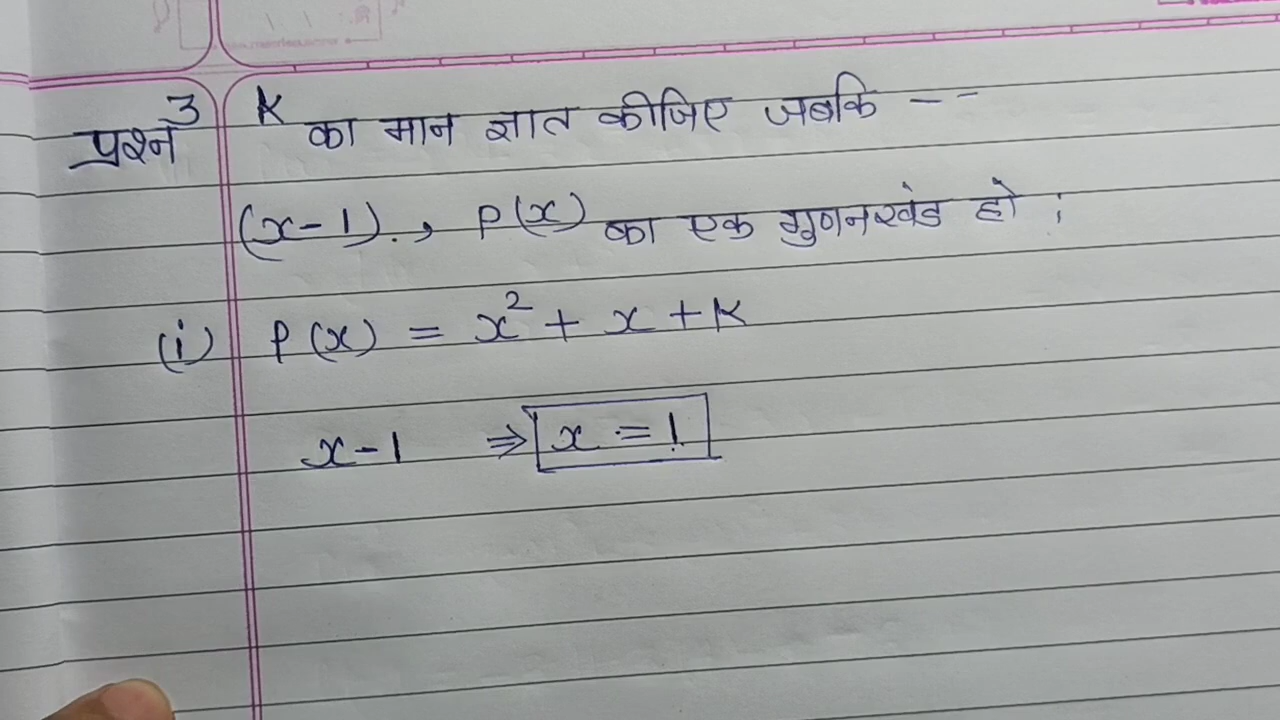 प्रश्न 3 K का मान ज्ञात कीजिए जबकि --
(x-1)., P(x) का एक गुणनखंड हो ;
(i) P(x) = x² + x + K
x-1 ⇒ x = 1